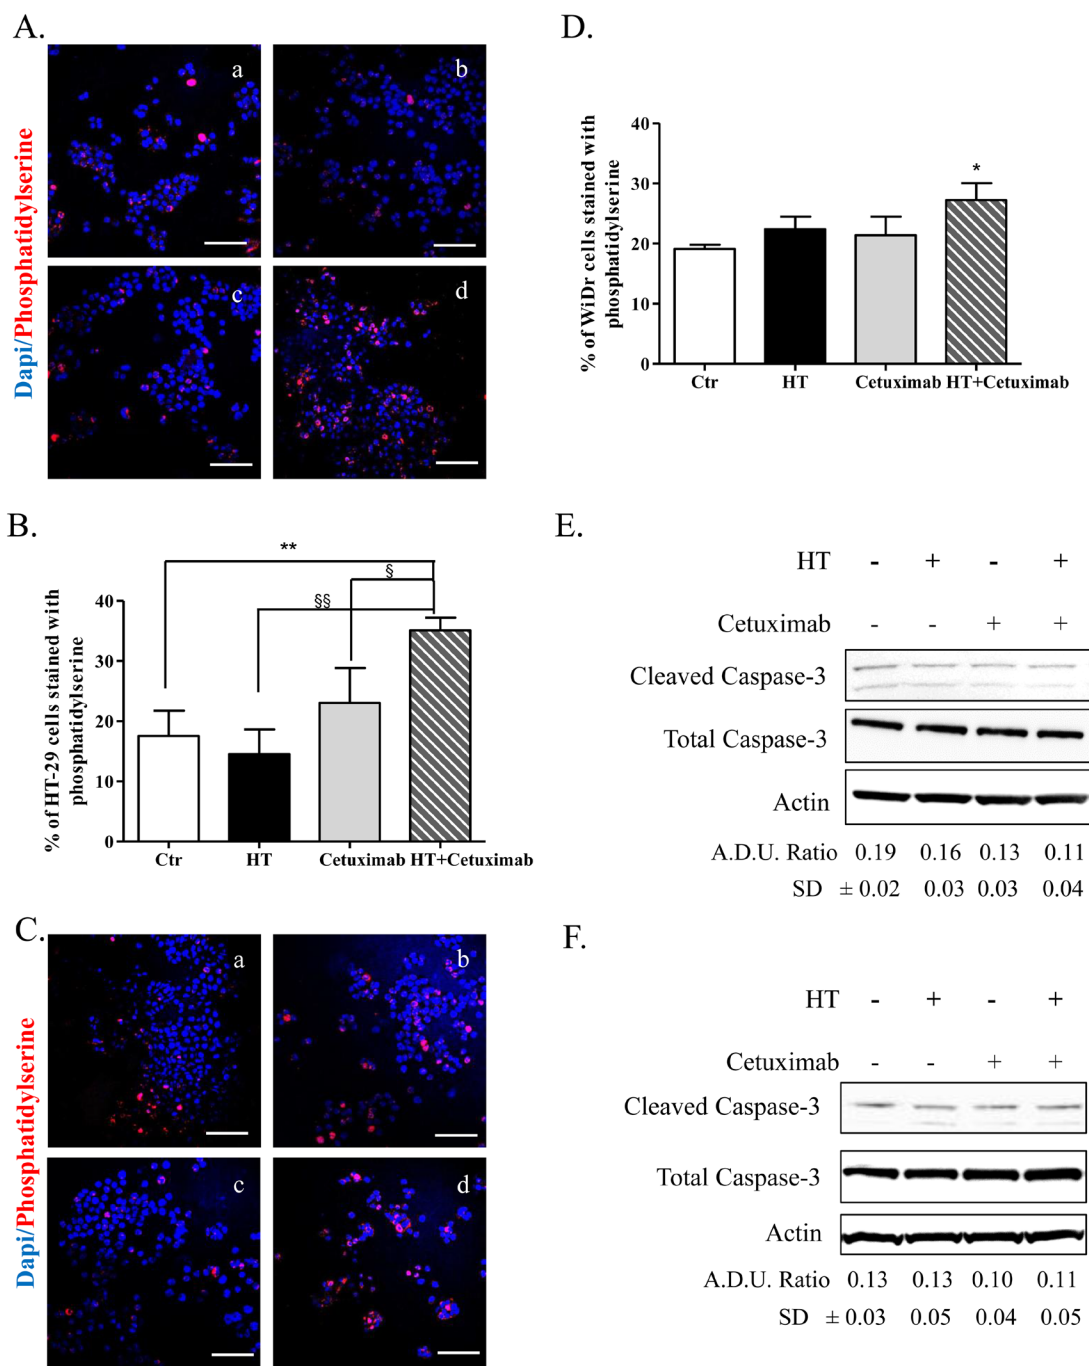 A.
Dapi/Phosphatidylserine
a
b
c
d
B.
% of HT-29 cells stained with
phosphatidylserine
40
30
20
10
0
**
§
§§
Ctr
HT
Cetuximab
HT+Cetuximab
C.
Dapi/Phosphatidylserine
a
b
c
d
D.
% of WiDr cells stained with
phosphatidylserine
40
30
20
10
0
*
Ctr
HT
Cetuximab
HT+Cetuximab
E.
HT - + - +
Cetuximab - - + +
Cleaved Caspase-3
Total Caspase-3
Actin
A.D.U. Ratio 0.19 0.16 0.13 0.11
SD ± 0.02 0.03 0.03 0.04
F.
HT - + - +
Cetuximab - - + +
Cleaved Caspase-3
Total Caspase-3
Actin
A.D.U. Ratio 0.13 0.13 0.10 0.11
SD ± 0.03 0.05 0.04 0.05